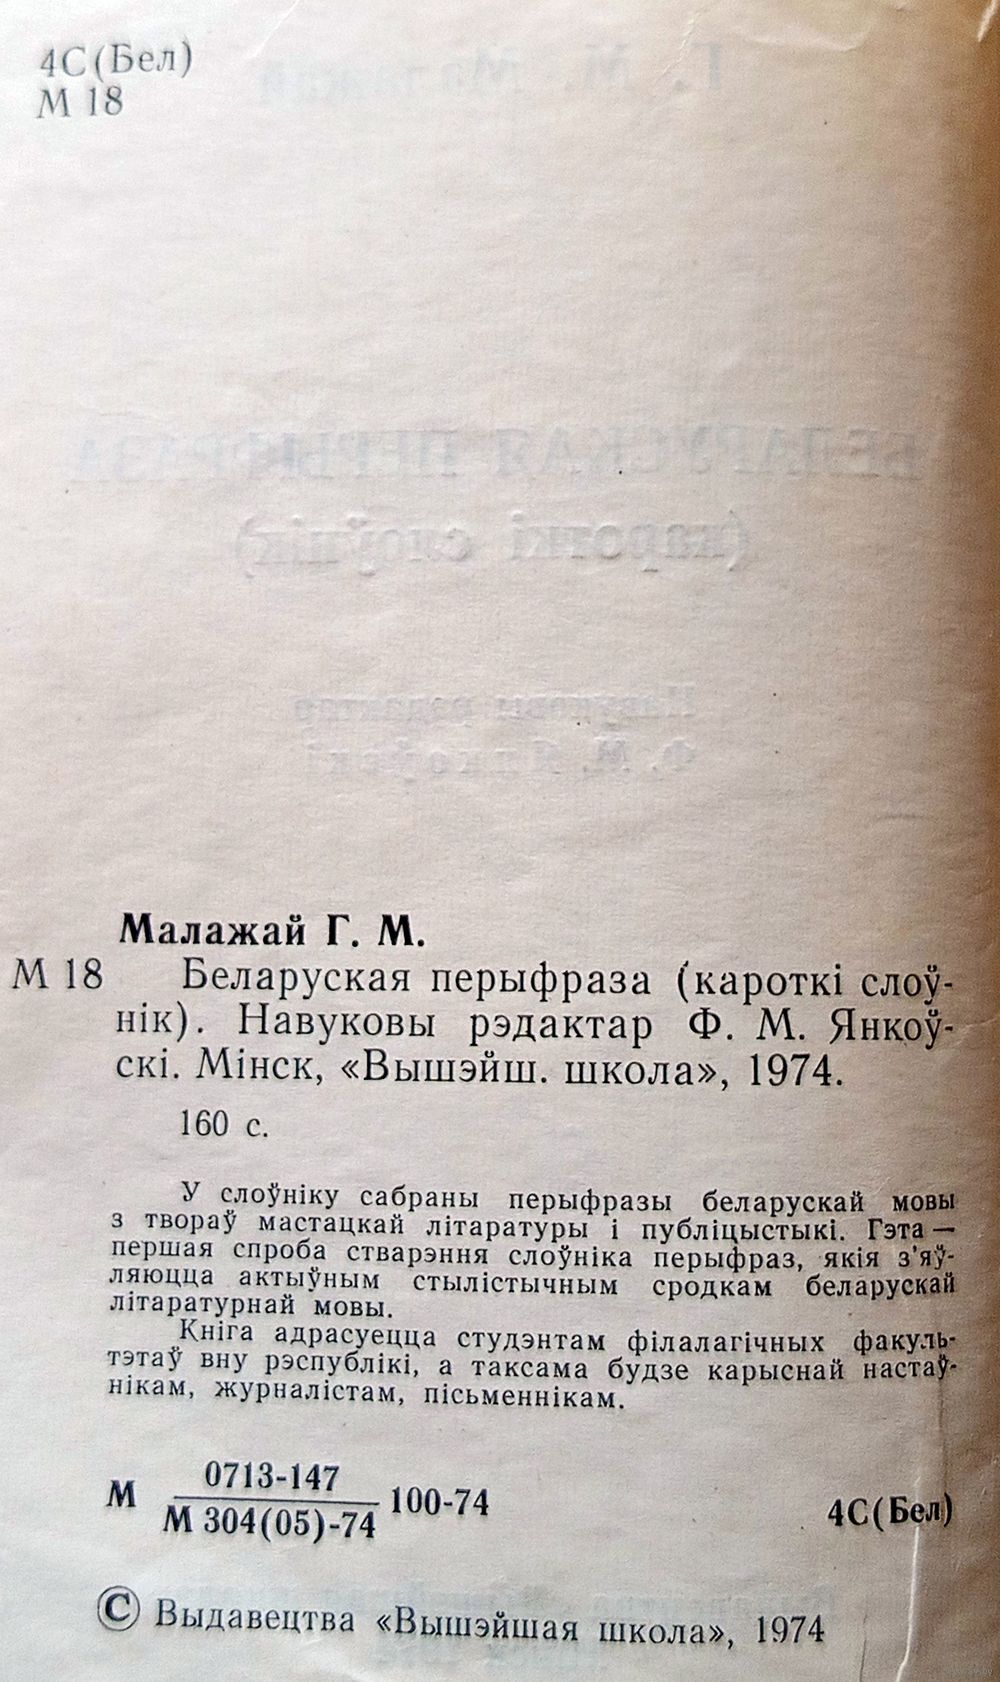 4С(Бел)
М 18
Малажай Г. М.
М 18 Беларуская перыфраза (кароткі слоў-
нік). Навуковы рэдактар Ф. М. Янкоў-
скі. Мінск, «Вышэйш. школа», 1974.
160 с.
У слоўніку сабраны перыфразы беларускай мовы
з твораў мастацкай літаратуры і публіцыстыкі. Гэта —
першая спроба стварэння слоўніка перыфраз, якія з'яў-
ляюцца актыўным стылістычным сродкам беларускай
літаратурнай мовы.
Кніга адрасуецца студэнтам філалагічных факуль-
тэтаў вну рэспублікі, а таксама будзе карыснай настаў-
нікам, журналістам, пісьменнікам.
М 0713-147
М 304(05)-74 100-74
4С(Бел)
© Выдавецтва «Вышэйшая школа», 1974